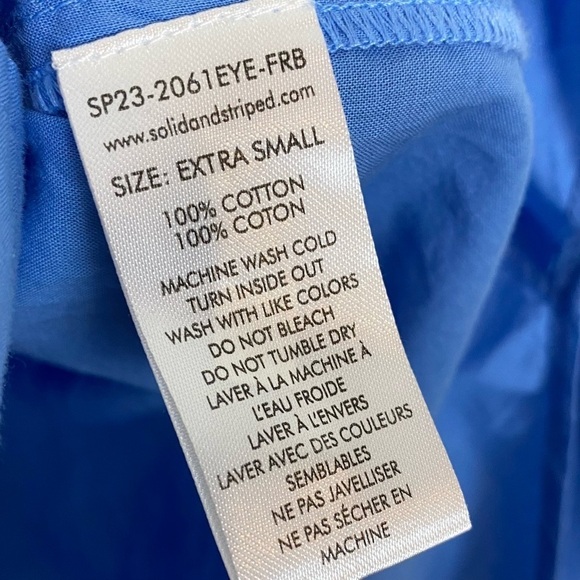 SP23-2061EYE-FRB
www.solidandstriped.com
SIZE: EXTRA SMALL
100% COTTON
100% COTON
MACHINE WASH COLD
TURN INSIDE OUT
WASH WITH LIKE COLORS
DO NOT BLEACH
DO NOT TUMBLE DRY
LAVER À LA MACHINE À
L'EAU FROIDE
LAVER À L'ENVERS
LAVER AVEC DES COULEURS
SEMBLABLES
NE PAS JAVELLISER
NE PAS SÉCHER EN
MACHINE